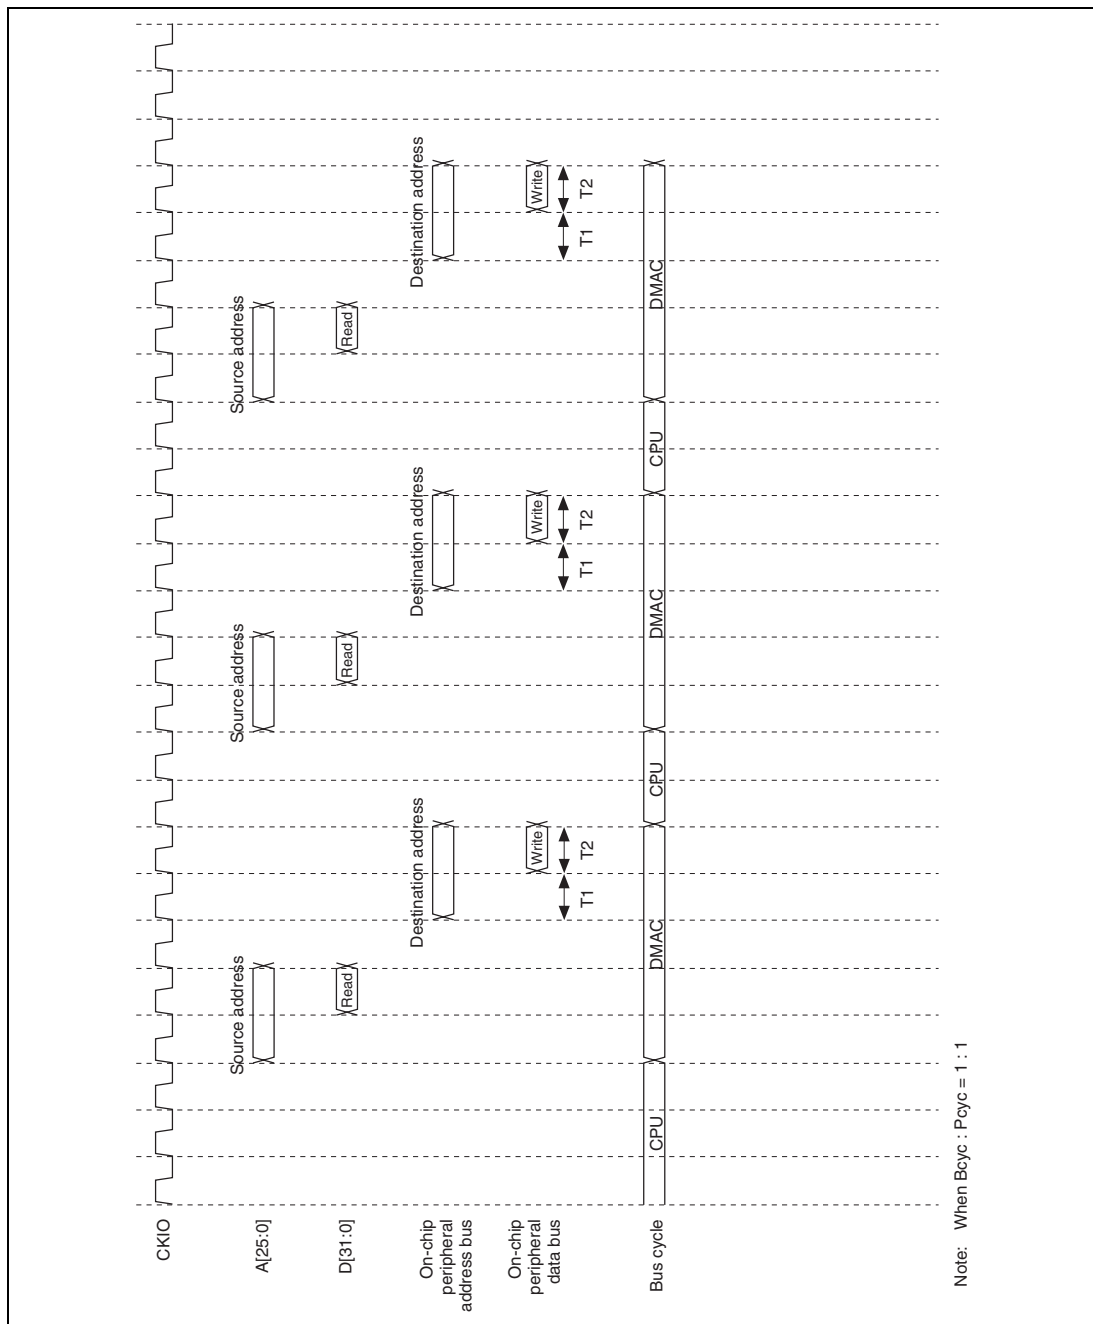 CKIO
A[25:0]
Source address
Source address
Source address
D[31:0]
Read
Read
Read
On-chip
peripheral
address bus
Destination address
Destination address
Destination address
On-chip
peripheral
data bus
Write
Write
Write
T1
T2
T1
T2
T1
T2
Bus cycle
CPU
DMAC
CPU
DMAC
CPU
DMAC
Note: When Bcyc : Pcyc = 1 : 1